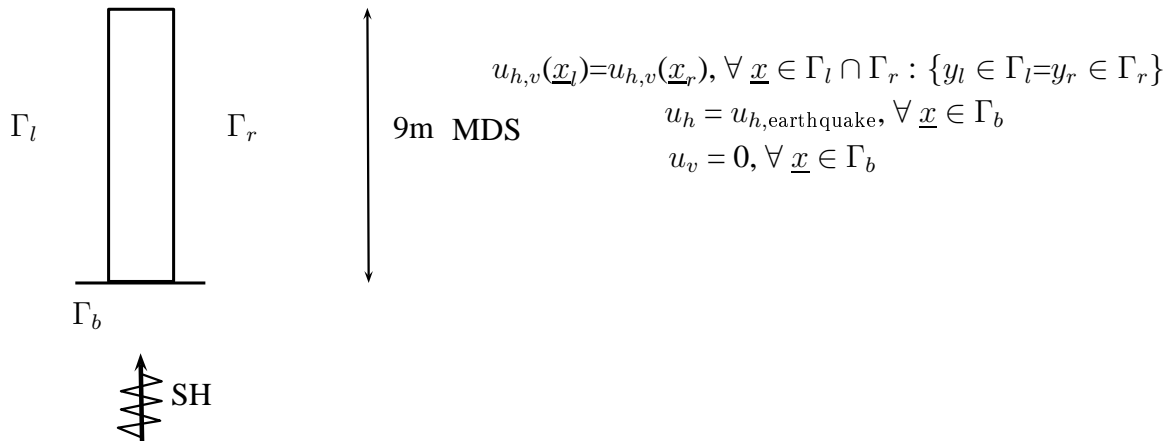 u_{h,v}(x_l)=u_{h,v}(x_r), ∀ x ∈ Γ_l ∩ Γ_r : {y_l ∈ Γ_l=y_r ∈ Γ_r}
u_h = u_{h,earthquake}, ∀ x ∈ Γ_b
u_v = 0, ∀ x ∈ Γ_b
Γ_l
Γ_r
9m MDS
Γ_b
SH